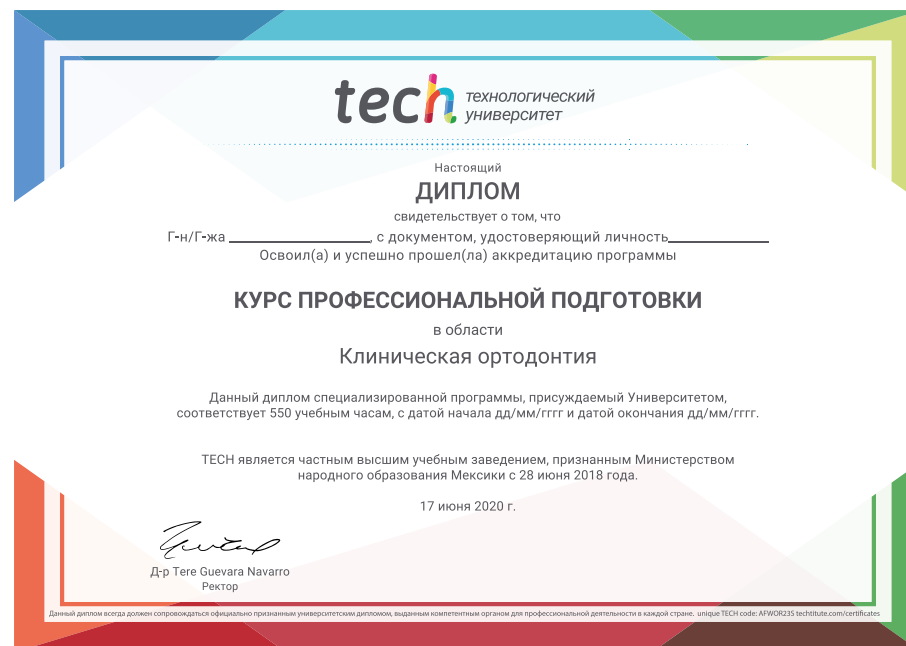 tech технологический
университет
Настоящий
ДИПЛОМ
свидетельствует о том, что
Г-н/Г-жа ____________, с документом, удостоверяющий личность____________
Освоил(а) и успешно прошел(ла) аккредитацию программы
КУРС ПРОФЕССИОНАЛЬНОЙ ПОДГОТОВКИ
в области
Клиническая ортодонтия
Данный диплом специализированной программы, присуждаемый Университетом,
соответствует 550 учебным часам, с датой начала дд/мм/гггг и датой окончания дд/мм/гггг.
TECH является частным высшим учебным заведением, признанным Министерством
народного образования Мексики с 28 июня 2018 года.
17 июня 2020 г.
Д-р Tere Guevara Navarro
Ректор
Данный диплом всегда должен сопровождаться официально признанным университетским дипломом, выданным компетентным органом для профессиональной деятельности в каждой стране. unique TECH code: AFWOR23S techtitute.com/certificates